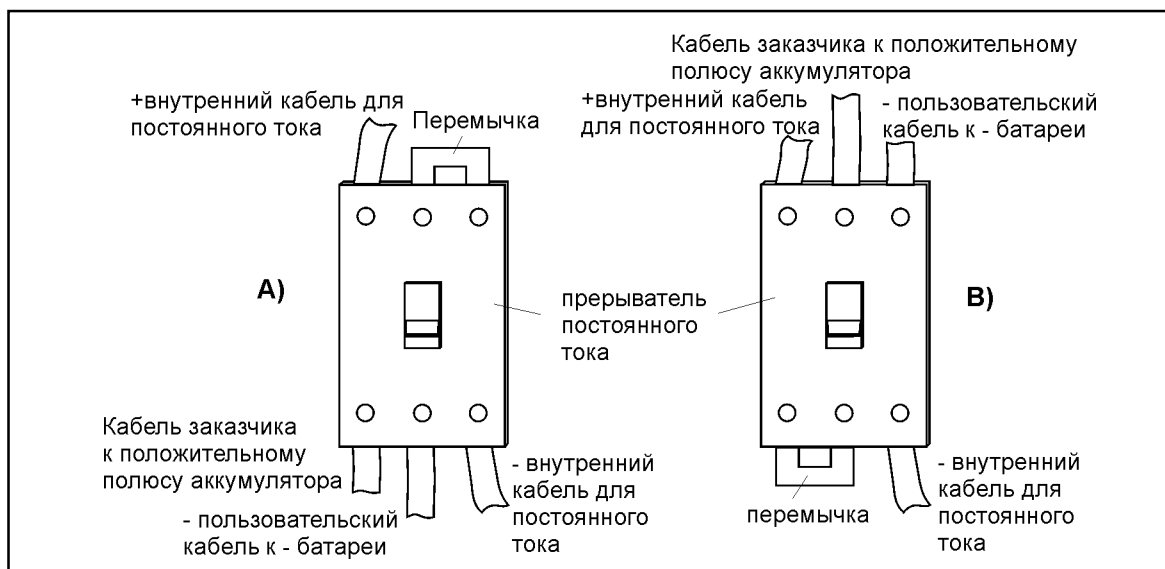 +внутренний кабель для
постоянного тока
Перемычка
A)
Кабель заказчика
к положительному
полюсу аккумулятора
- пользовательский
кабель к - батареи
- внутренний
кабель для
постоянного
тока
прерыватель
постоянного
тока
Кабель заказчика к положительному
полюсу аккумулятора
+внутренний кабель
для постоянного тока
- пользовательский
кабель к - батареи
B)
перемычка
- внутренний
кабель для
постоянного
тока